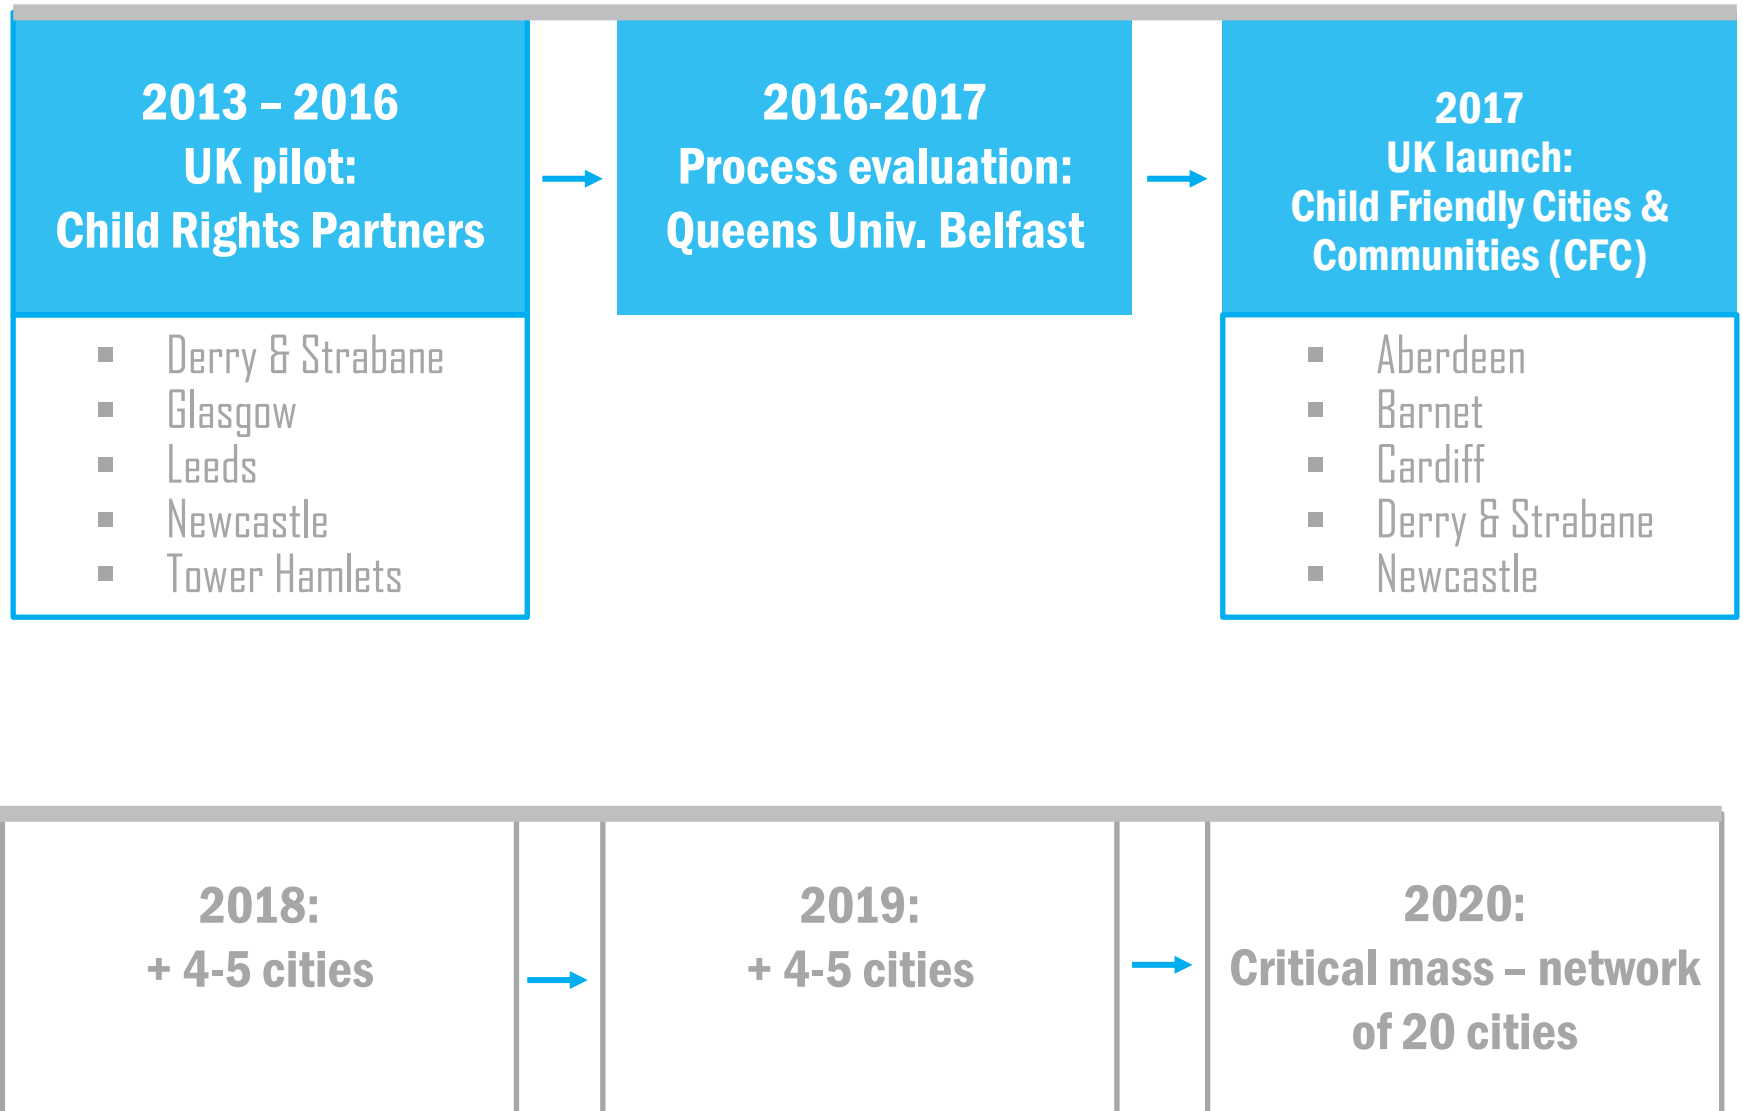 2013 – 2016
UK pilot:
Child Rights Partners
▪ Derry & Strabane
▪ Glasgow
▪ Leeds
▪ Newcastle
▪ Tower Hamlets
2016-2017
Process evaluation:
Queens Univ. Belfast
2017
UK launch:
Child Friendly Cities &
Communities (CFC)
▪ Aberdeen
▪ Barnet
▪ Cardiff
▪ Derry & Strabane
▪ Newcastle
2018:
+ 4-5 cities
2019:
+ 4-5 cities
2020:
Critical mass – network
of 20 cities